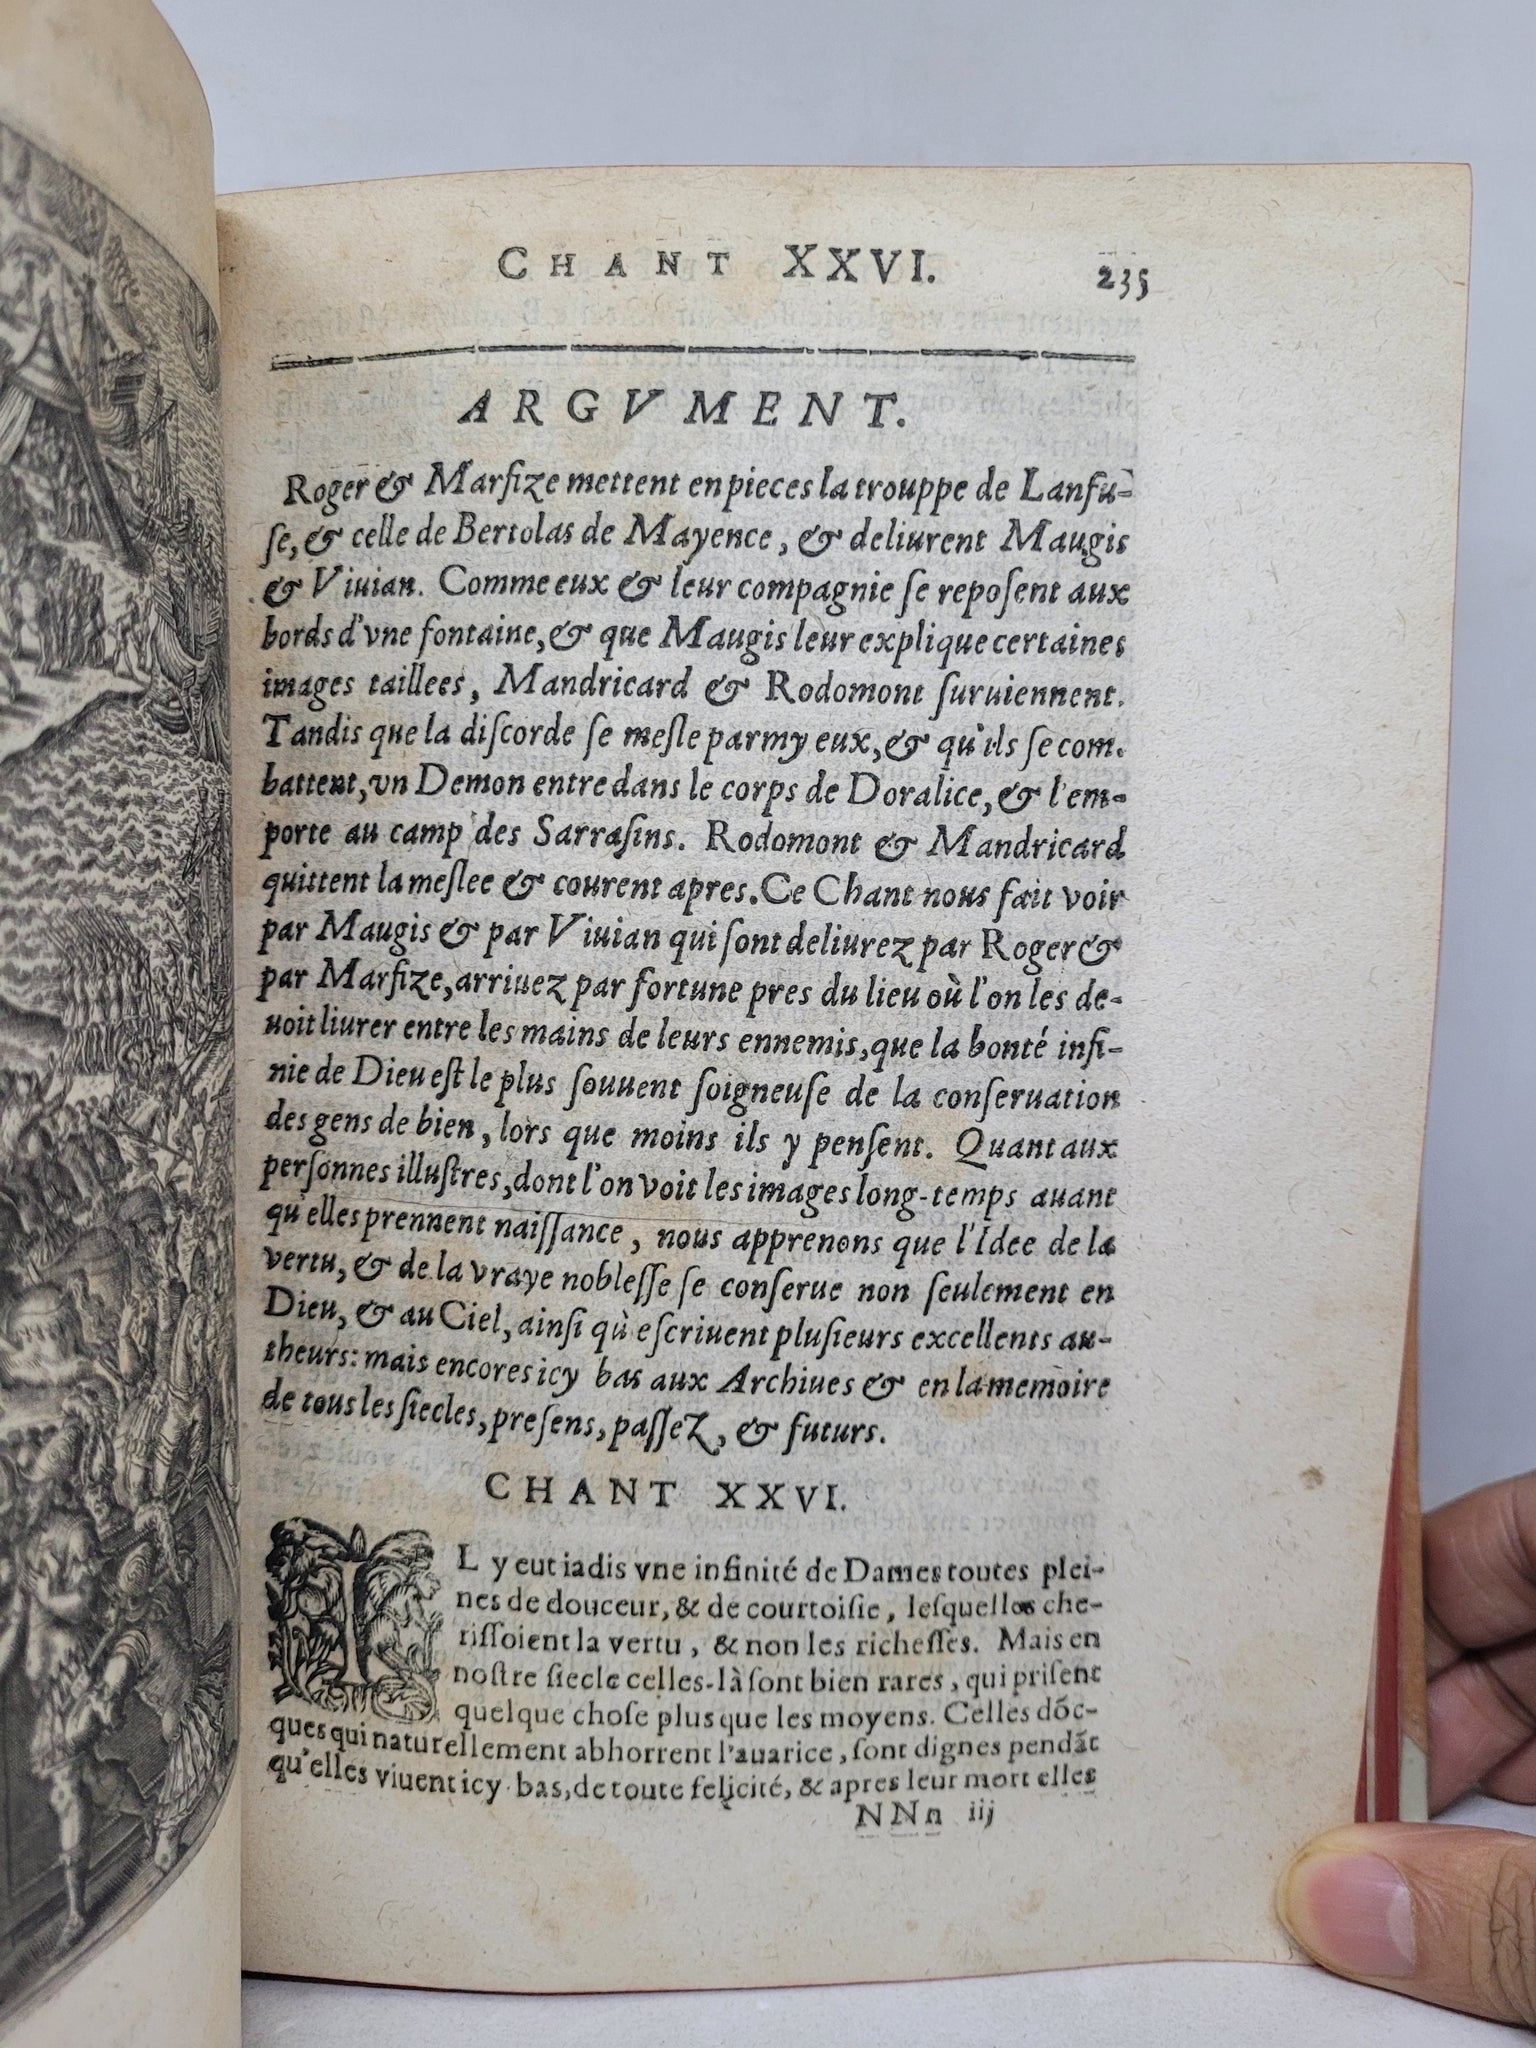 CHANT XXVI. 235
ARGVMENT.
Roger & Marfize mettent en pieces la trouppe de Lanfu-
ſe, & celle de Bertolas de Mayence, & deliurent Maugis
& Viuian. Comme eux & leur compagnie ſe repoſent aux
bords d'vne fontaine, & que Maugis leur explique certaines
images taillees, Mandricard & Rodomont ſuruiennent.
Tandis que la diſcorde ſe meſle parmy eux, & qu'ils ſe com-
battent, vn Demon entre dans le corps de Doralice, & l'em-
porte au camp des Sarraſins. Rodomont & Mandricard
quittent la meſlee & courent apres. Ce Chant nous fait voir
par Maugis & par Viuian qui ſont deliurez par Roger &
par Marfize, arriuez par fortune pres du lieu où l'on les de-
uoit liurer entre les mains de leurs ennemis, que la bonté infi-
nie de Dieu eſt le plus ſouuent ſoigneuſe de la conſeruation
des gens de bien, lors que moins ils y penſent. Quant aux
perſonnes illuſtres, dont l'on voit les images long-temps auant
qu'elles prennent naiſſance, nous apprenons que l'Idee de la
vertu, & de la vraye nobleſſe ſe conſerue non ſeulement en
Dieu, & au Ciel, ainſi qù eſcriuent pluſieurs excellents au-
theurs: mais encores icy bas aux Archiues & en la memoire
de tous les ſiecles, preſens, paſſez, & futurs.
CHANT XXVI.
IL y eut iadis vne infinité de Dames toutes plei-
nes de douceur, & de courtoiſie, leſquelles che-
riſſoient la vertu, & non les richeſſes. Mais en
noſtre ſiecle celles-là ſont bien rares, qui priſent
quelque choſe plus que les moyens. Celles dõc-
ques qui naturellement abhorrent l'auarice, ſont dignes pendãt
qu'elles viuent icy bas, de toute felicité, & apres leur mort elles
NNn iij